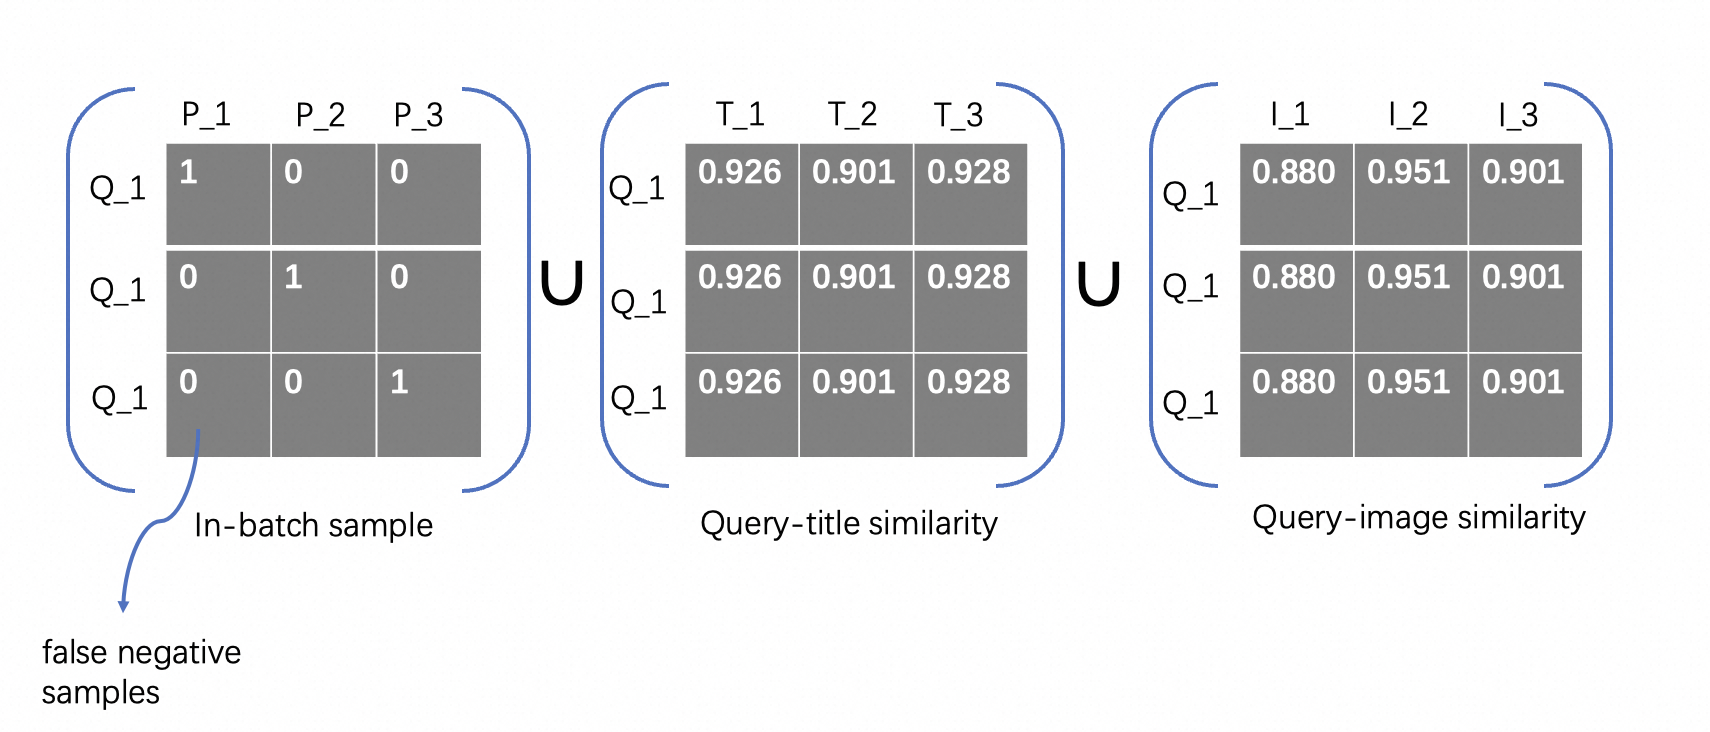 P_1 P_2 P_3
Q_1 1 0 0
Q_1 0 1 0
Q_1 0 0 1
In-batch sample
false negative
samples
∪
T_1 T_2 T_3
Q_1 0.926 0.901 0.928
Q_1 0.926 0.901 0.928
Q_1 0.926 0.901 0.928
Query-title similarity
∪
I_1 I_2 I_3
Q_1 0.880 0.951 0.901
Q_1 0.880 0.951 0.901
Q_1 0.880 0.951 0.901
Query-image similarity